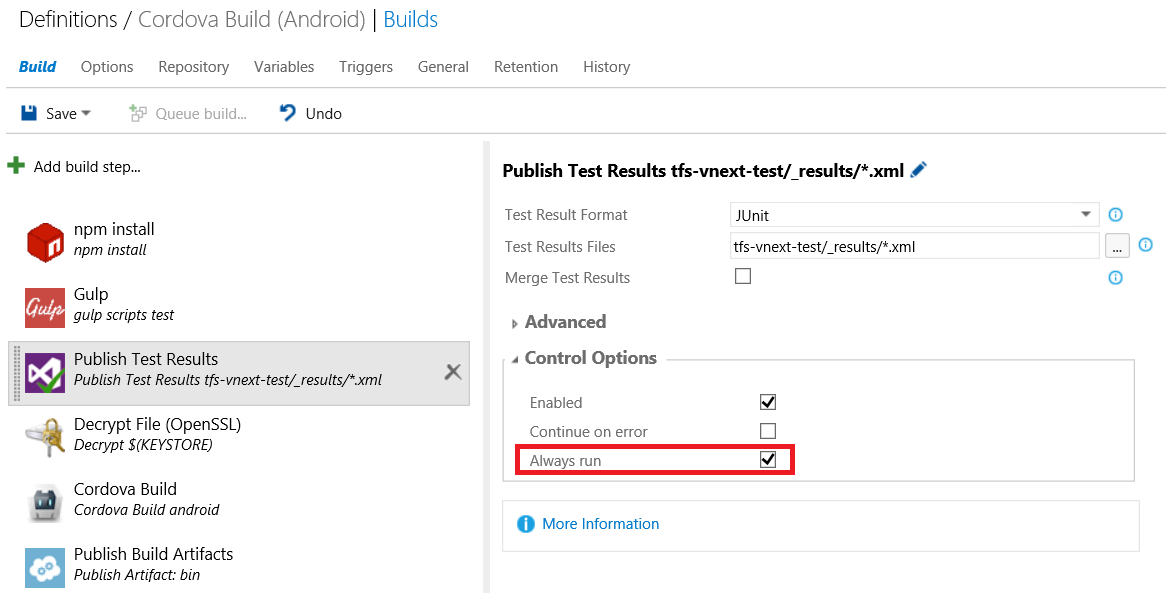 Definitions / Cordova Build (Android) | Builds
Build Options Repository Variables Triggers General Retention History
Save Queue build... Undo
Add build step...
npm install
npm install
Gulp
Gulp
gulp scripts test
Publish Test Results
Publish Test Results tfs-vnext-test/_results/*.xml
Decrypt File (OpenSSL)
Decrypt $(KEYSTORE)
Cordova Build
Cordova Build android
Publish Build Artifacts
Publish Artifact: bin
Publish Test Results tfs-vnext-test/_results/*.xml
Test Result Format JUnit
Test Results Files tfs-vnext-test/_results/*.xml ...
Merge Test Results
Advanced
Control Options
Enabled
Continue on error
Always run
More Information